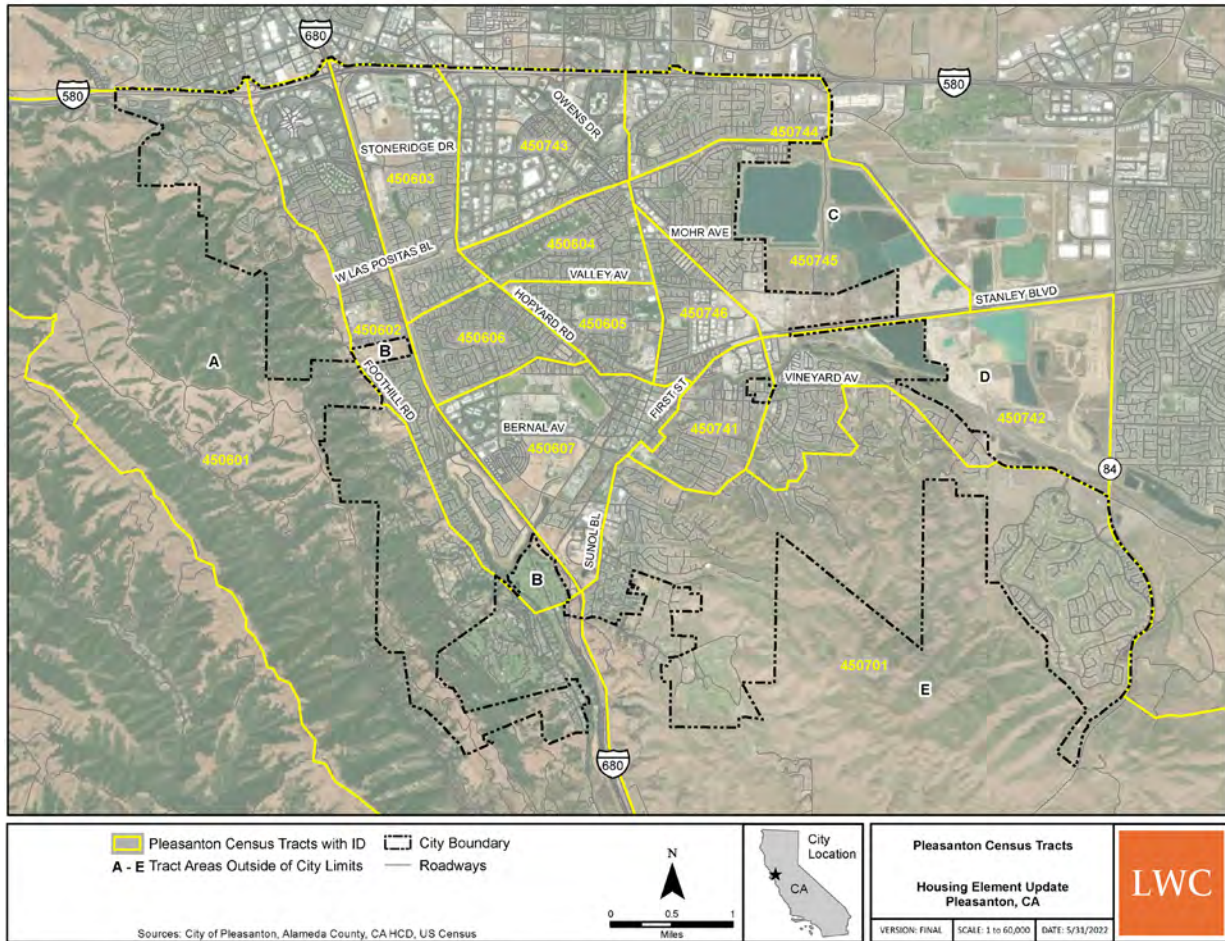 680
580
580
OWENS DR
450744
STONERIDGE DR
450743
450603
C
MOHR AVE
450604
450745
W LAS POSITAS BL
VALLEY AV
STANLEY BLVD
HOPYARD RD
450605
450746
450602
B
450606
A
FOOTHILL RD
FIRST ST
VINEYARD AV
D
450742
BERNAL AV
450741
450607
450601
84
SUNOL BL
B
450701
E
680
Pleasanton Census Tracts with ID
City Boundary
A - E Tract Areas Outside of City Limits
Roadways
Sources: City of Pleasanton, Alameda County, CA HCD, US Census
N
0 0.5 1
Miles
City
Location
CA
Pleasanton Census Tracts
Housing Element Update
Pleasanton, CA
VERSION: FINAL
SCALE: 1 to 60,000
DATE: 5/31/2022
LWC